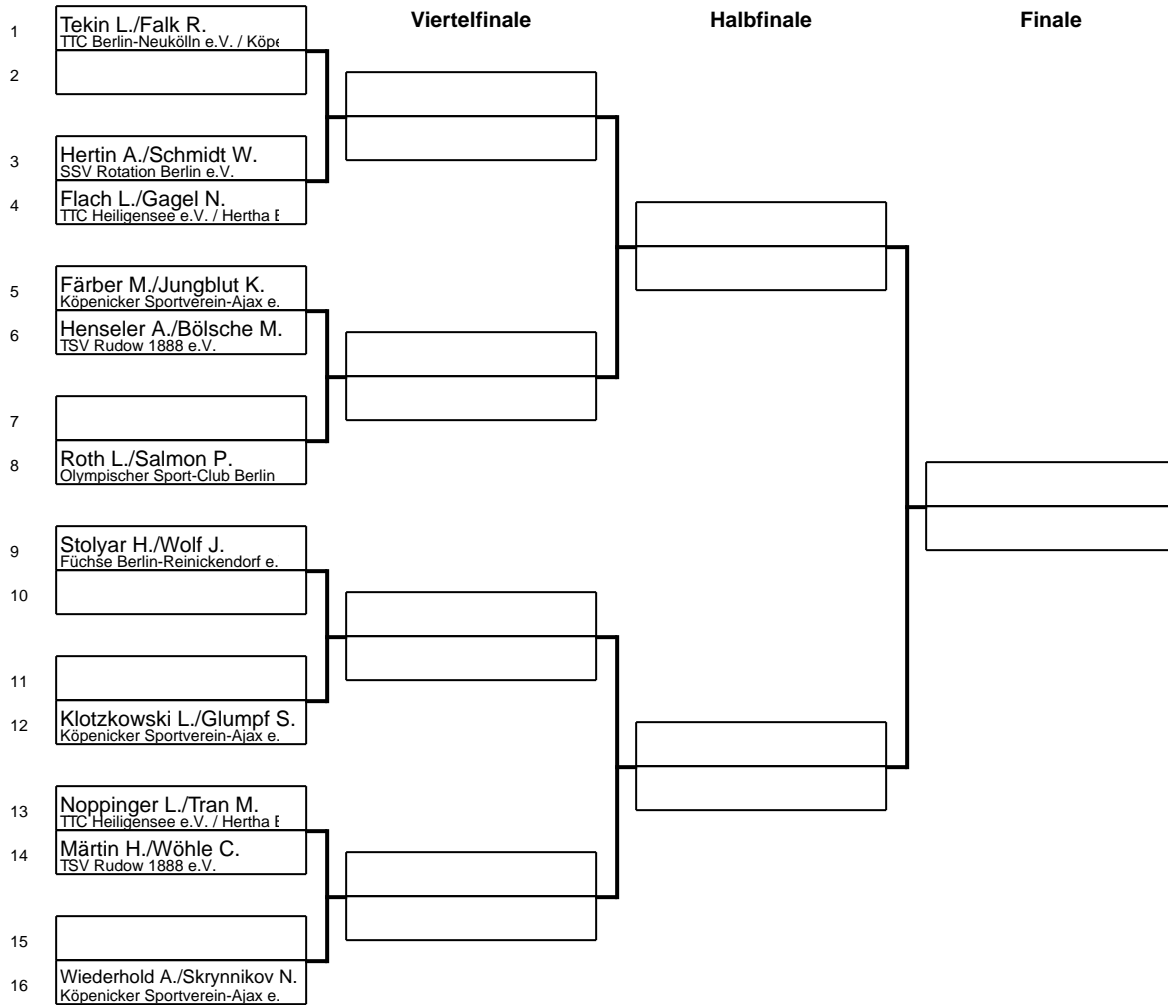 Viertelfinale Halbfinale Finale
1 Tekin L./Falk R.
TTC Berlin-Neukölln e.V. / Köpe
2
3 Hertin A./Schmidt W.
SSV Rotation Berlin e.V.
4 Flach L./Gagel N.
TTC Heiligensee e.V. / Hertha
5 Färber M./Jungblut K.
Köpenicker Sportverein-Ajax e.
6 Henseler A./Bölsche M.
TSV Rudow 1888 e.V.
7
8 Roth L./Salmon P.
Olympischer Sport-Club Berlin
9 Stolyar H./Wolf J.
Füchse Berlin-Reinickendorf e.
10
11
12 Klotzkowski L./Glumpf S.
Köpenicker Sportverein-Ajax e.
13 Noppinger L./Tran M.
TTC Heiligensee e.V. / Hertha
14 Märtin H./Wöhle C.
TSV Rudow 1888 e.V.
15
16 Wiederhold A./Skrynnikov N.
Köpenicker Sportverein-Ajax e.